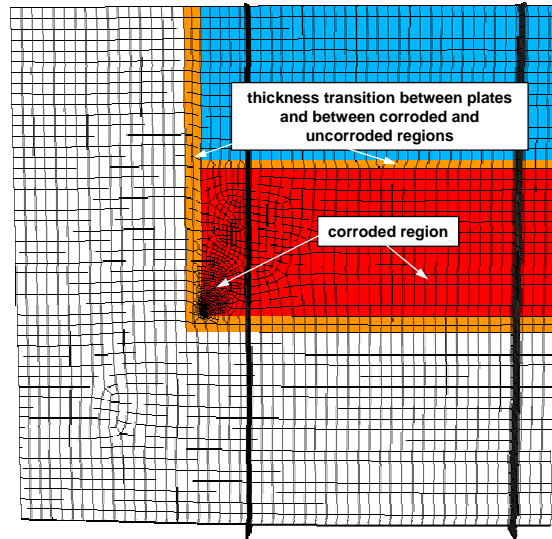 thickness transition between plates
and between corroded and
uncorroded regions
corroded region